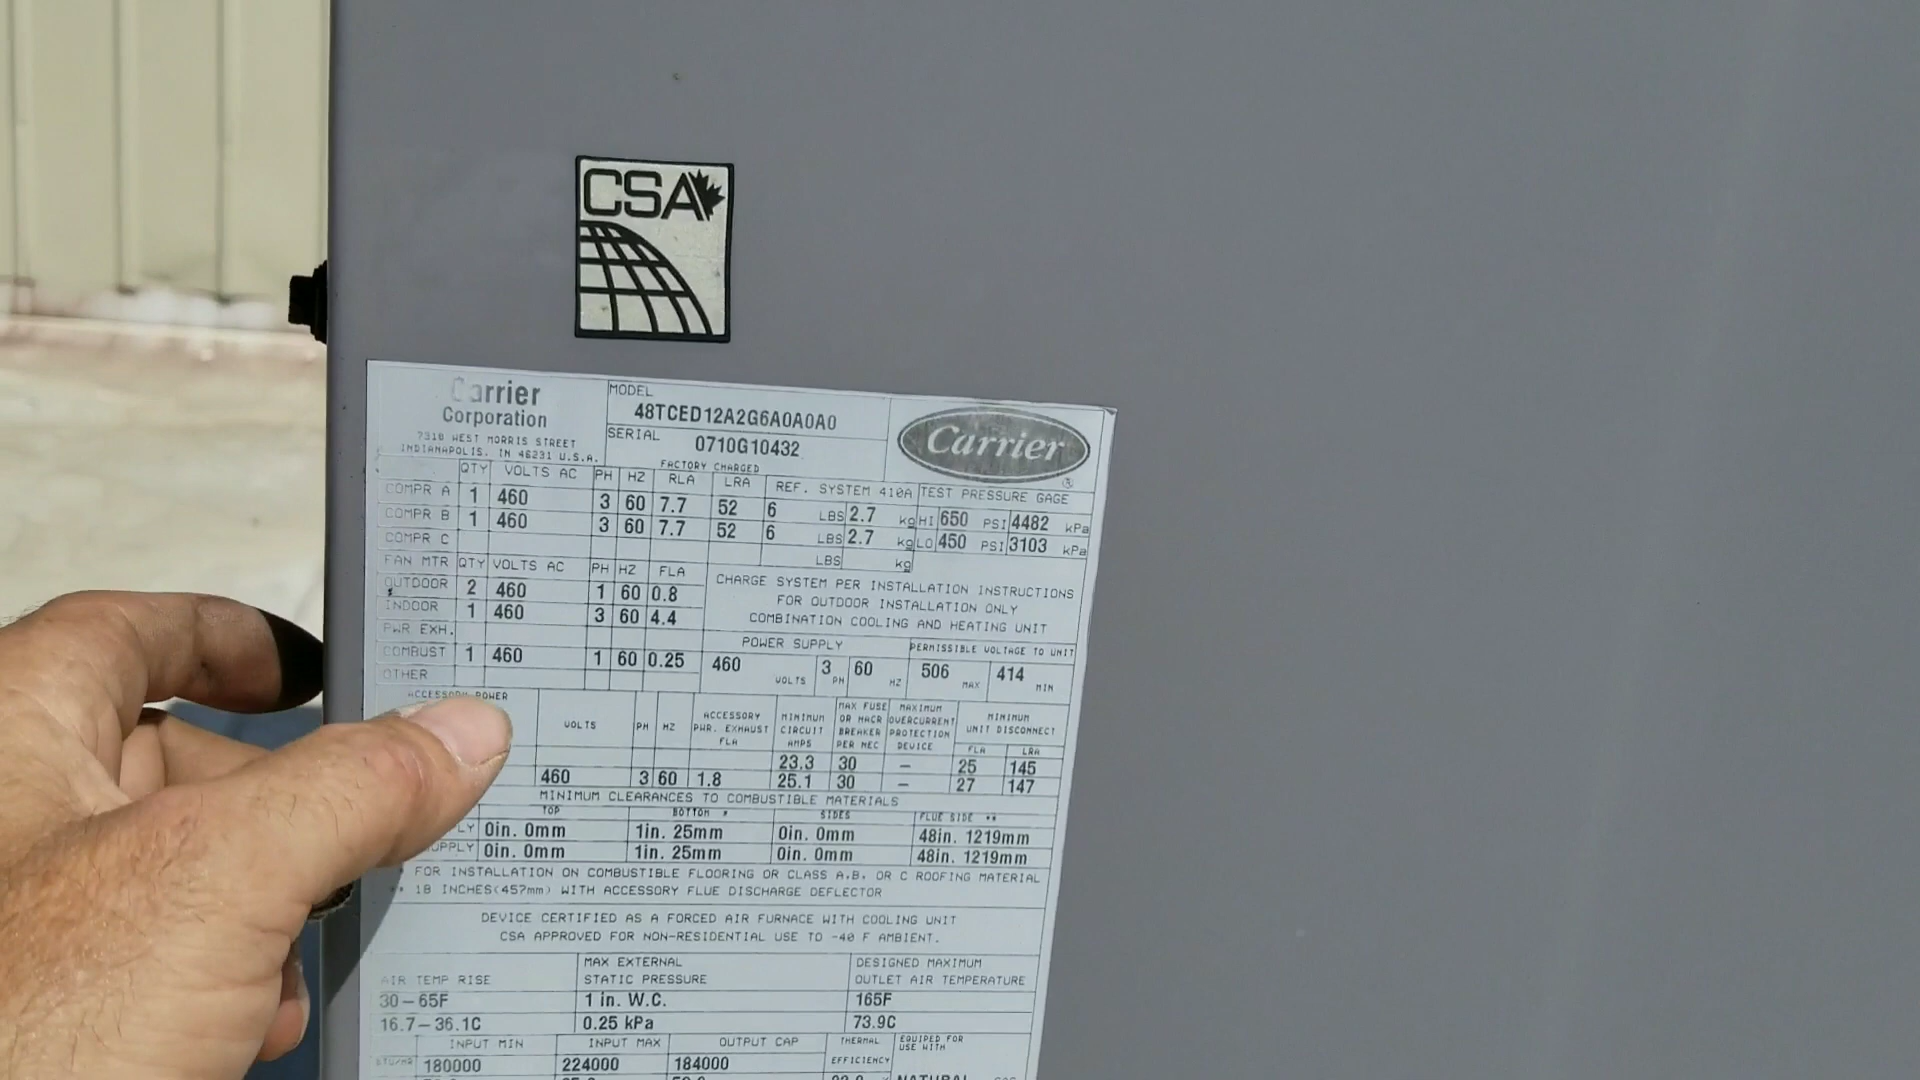 CSA
Carrier
Corporation
7310 WEST MORRIS STREET
INDIANAPOLIS, IN 46231 U.S.A.
MODEL
48TCED12A2G6A0A0A0
SERIAL
0710G10432
Carrier
®
FACTORY CHARGED
QTY VOLTS AC PH HZ RLA LRA REF. SYSTEM 410A TEST PRESSURE GAGE
COMPR A 1 460 3 60 7.7 52 6 LBS 2.7 kg HI 650 PSI 4482 kPa
COMPR B 1 460 3 60 7.7 52 6 LBS 2.7 kg LO 450 PSI 3103 kPa
COMPR C LBS kg
FAN MTR QTY VOLTS AC PH HZ FLA
OUTDOOR 2 460 1 60 0.8
INDOOR 1 460 3 60 4.4
PWR EXH.
COMBUST 1 460 1 60 0.25
OTHER
CHARGE SYSTEM PER INSTALLATION INSTRUCTIONS
FOR OUTDOOR INSTALLATION ONLY
COMBINATION COOLING AND HEATING UNIT
POWER SUPPLY PERMISSIBLE VOLTAGE TO UNIT
460 VOLTS 3 PH 60 HZ 506 MAX 414 MIN
ACCESSORY POWER
VOLTS PH HZ ACCESSORY PWR. EXHAUST FLA MINIMUM CIRCUIT AMPS MAX FUSE OR HACR BREAKER PER NEC MAXIMUM OVERCURRENT PROTECTION DEVICE MINIMUM UNIT DISCONNECT
FLA LRA
23.3 30 – 25 145
460 3 60 1.8 25.1 30 – 27 147
MINIMUM CLEARANCES TO COMBUSTIBLE MATERIALS
TOP BOTTOM * SIDES FLUE SIDE **
LY 0in. 0mm 1in. 25mm 0in. 0mm 48in. 1219mm
UPPLY 0in. 0mm 1in. 25mm 0in. 0mm 48in. 1219mm
* FOR INSTALLATION ON COMBUSTIBLE FLOORING OR CLASS A.B. OR C ROOFING MATERIAL
** 18 INCHES(457mm) WITH ACCESSORY FLUE DISCHARGE DEFLECTOR
DEVICE CERTIFIED AS A FORCED AIR FURNACE WITH COOLING UNIT
CSA APPROVED FOR NON-RESIDENTIAL USE TO -40 F AMBIENT.
AIR TEMP RISE MAX EXTERNAL STATIC PRESSURE DESIGNED MAXIMUM OUTLET AIR TEMPERATURE
30–65F 1 in. W.C. 165F
16.7–36.1C 0.25 kPa 73.9C
INPUT MIN INPUT MAX OUTPUT CAP THERMAL EFFICIENCY EQUIPED FOR USE WITH
BTU/HR 180000 224000 184000
NATURAL